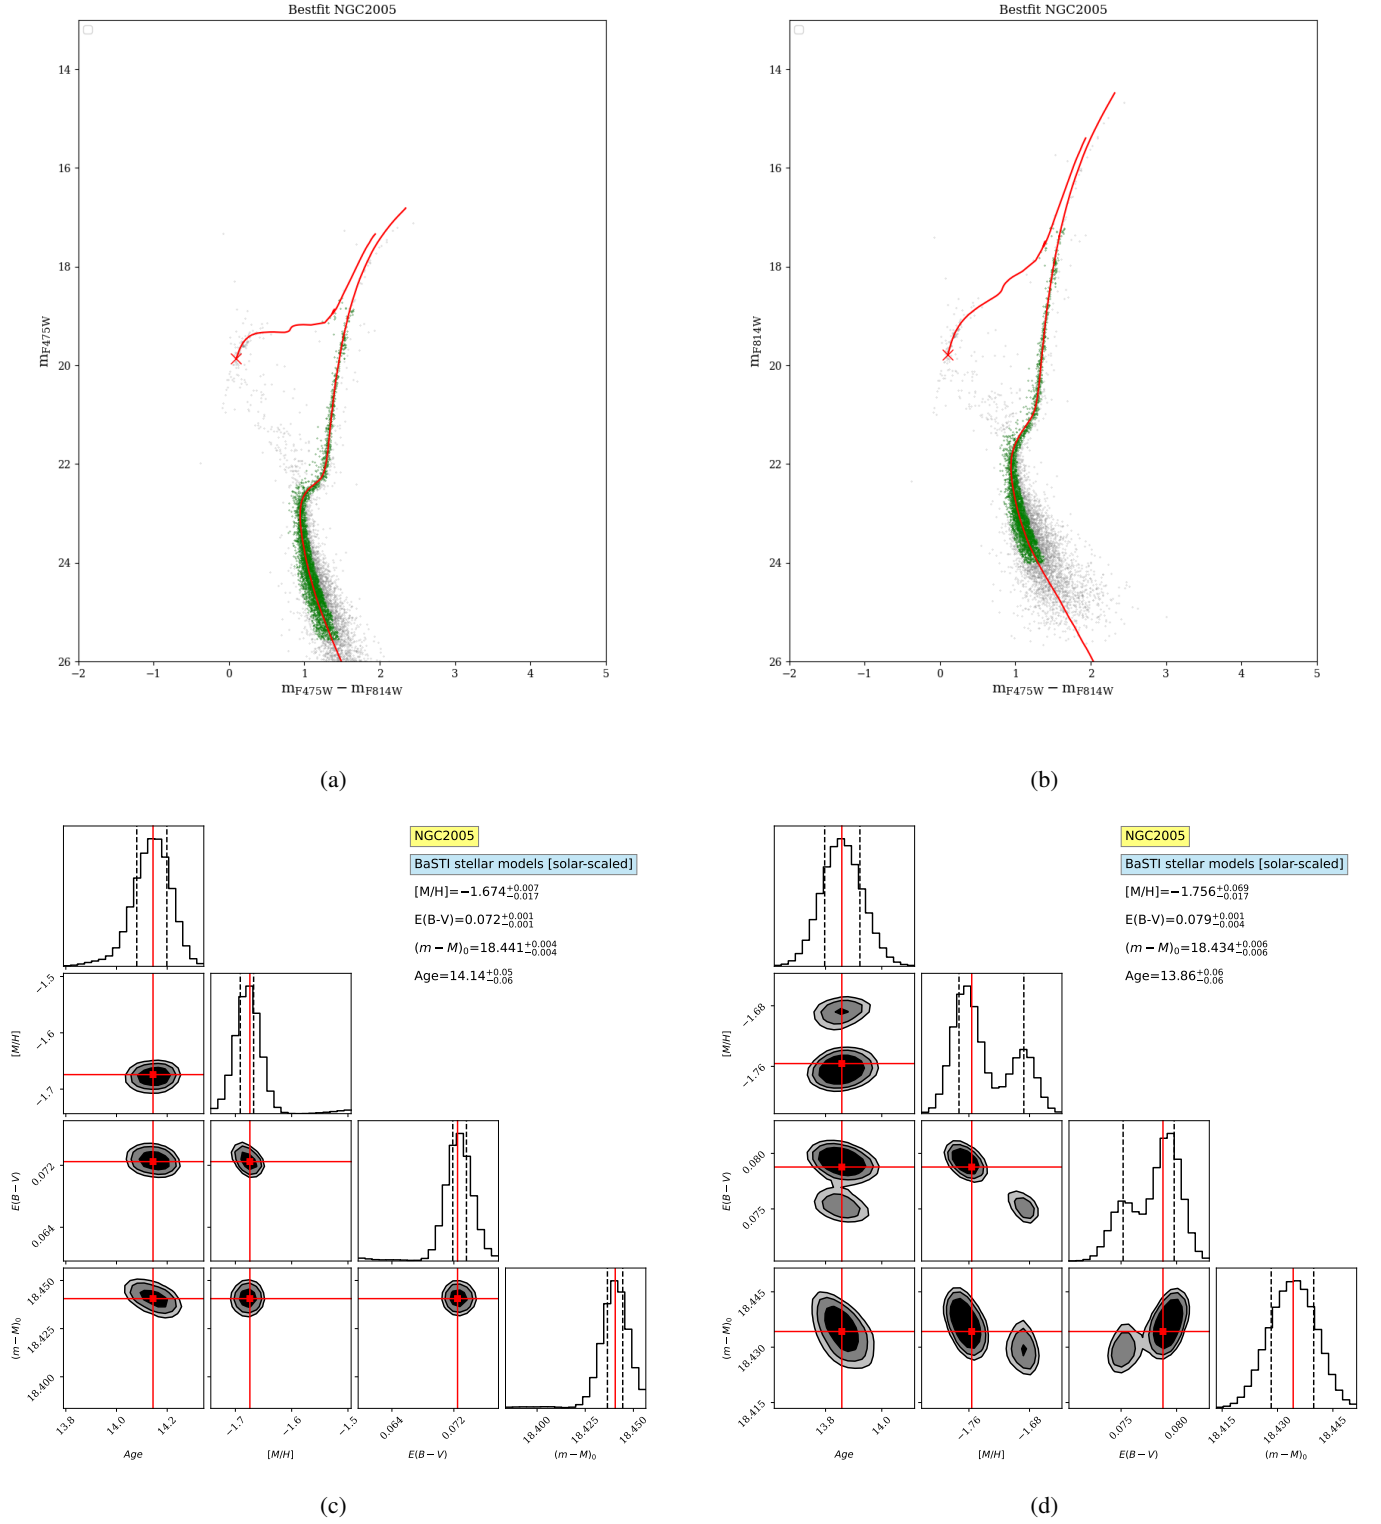 Bestfit NGC2005
14
16
18
20
22
24
26
m_F475W
−2 −1 0 1 2 3 4 5
m_F475W − m_F814W
(a)
Bestfit NGC2005
14
16
18
20
22
24
26
m_F814W
−2 −1 0 1 2 3 4 5
m_F475W − m_F814W
(b)
NGC2005
BaSTI stellar models [solar-scaled]
[M/H]=−1.674 +0.007 −0.017
E(B-V)=0.072 +0.001 −0.001
(m − M)₀=18.441 +0.004 −0.004
Age=14.14 +0.05 −0.06
−1.5
−1.6
−1.7
[M/H]
0.072
0.064
E(B − V)
18.450
18.425
18.400
(m − M)₀
13.8 14.0 14.2
Age
−1.7 −1.6 −1.5
[M/H]
0.064 0.072
E(B − V)
18.400 18.425 18.450
(m − M)₀
(c)
NGC2005
BaSTI stellar models [solar-scaled]
[M/H]=−1.756 +0.069 −0.017
E(B-V)=0.079 +0.001 −0.004
(m − M)₀=18.434 +0.006 −0.006
Age=13.86 +0.06 −0.06
−1.68
−1.76
[M/H]
0.080
0.075
E(B − V)
18.445
18.430
18.415
(m − M)₀
13.8 14.0
Age
−1.76 −1.68
[M/H]
0.075 0.080
E(B − V)
18.415 18.430 18.445
(m − M)₀
(d)